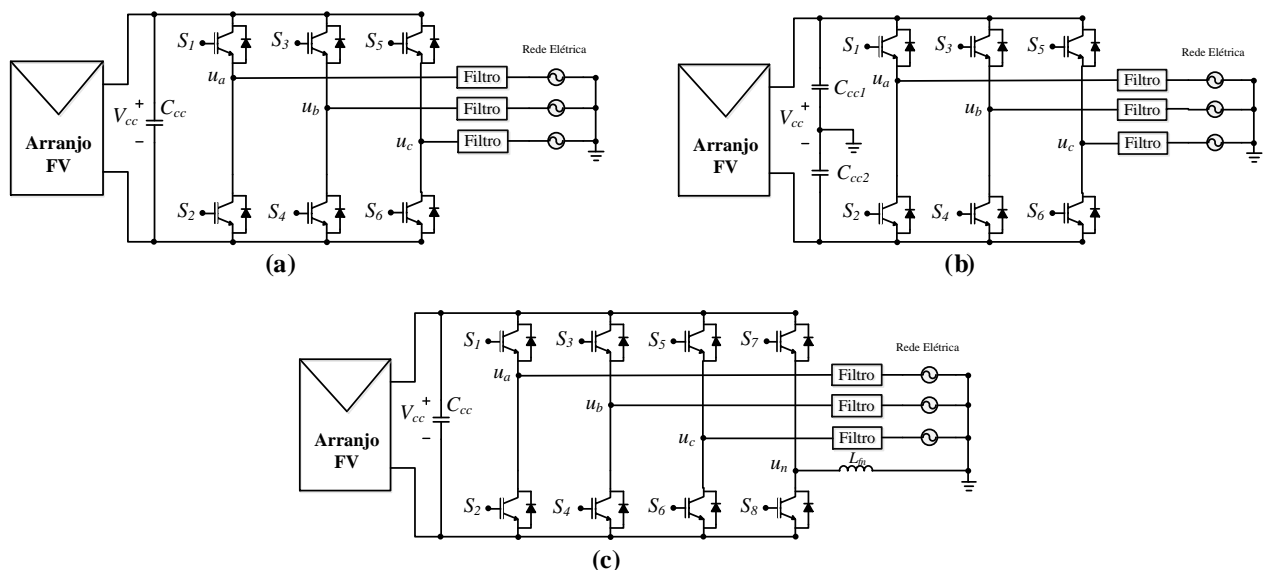 S1
S3
S5
Rede Elétrica
ua
Filtro
Arranjo
FV
Vcc
+
−
Ccc
ub
Filtro
uc
Filtro
S2
S4
S6
(a)
S1
S3
S5
Rede Elétrica
ua
Filtro
Ccc1
Arranjo
FV
Vcc
+
−
ub
Filtro
uc
Filtro
Ccc2
S2
S4
S6
(b)
S1
S3
S5
S7
Rede Elétrica
ua
Filtro
Arranjo
FV
Vcc
+
−
Ccc
ub
Filtro
uc
Filtro
un
Lfn
S2
S4
S6
S8
(c)